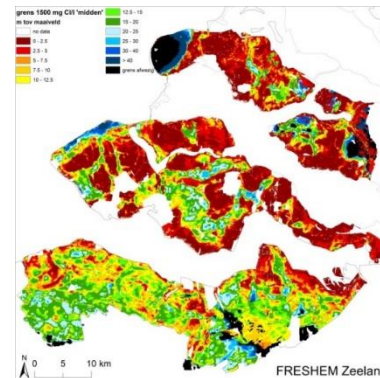 grens 1500 mg Cl/l 'midden'
m tov maaiveld
no data
0 - 2.5
2.5 - 5
5 - 7.5
7.5 - 10
10 - 12.5
12.5 - 15
15 - 20
20 - 25
25 - 30
30 - 40
> 40
grens afwezig
N
0 5 10 km
FRESHEM Zeelan